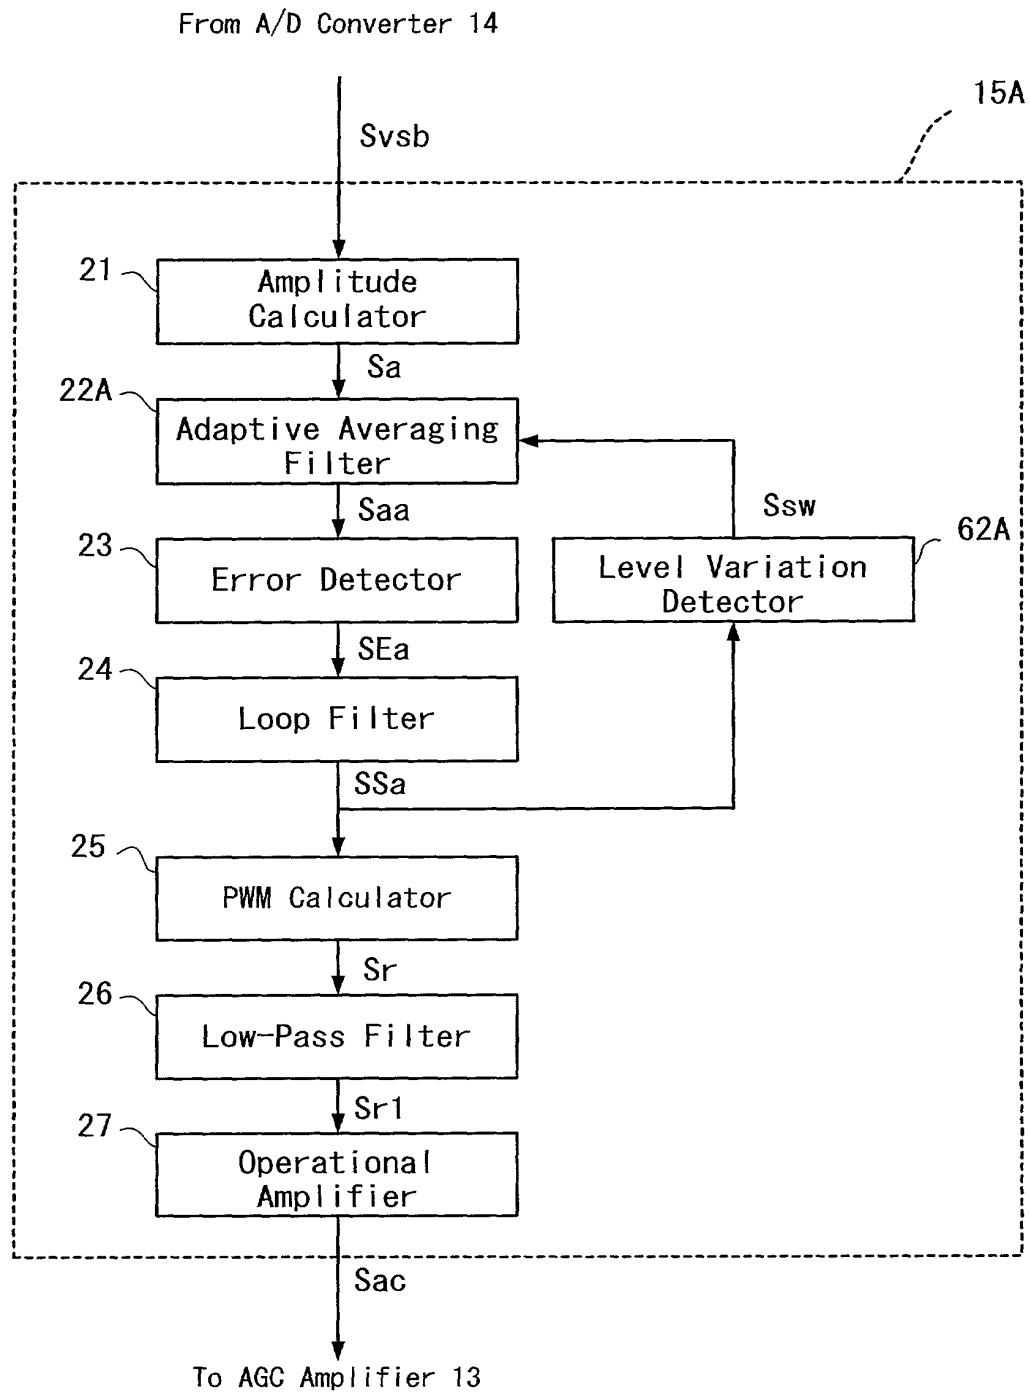 From A/D Converter 14
15A
Svsb
21
Amplitude
Calculator
Sa
22A
Adaptive Averaging
Filter
Saa
Ssw
23
Error Detector
62A
Level Variation
Detector
SEa
24
Loop Filter
SSa
25
PWM Calculator
Sr
26
Low-Pass Filter
Sr1
27
Operational
Amplifier
Sac
To AGC Amplifier 13